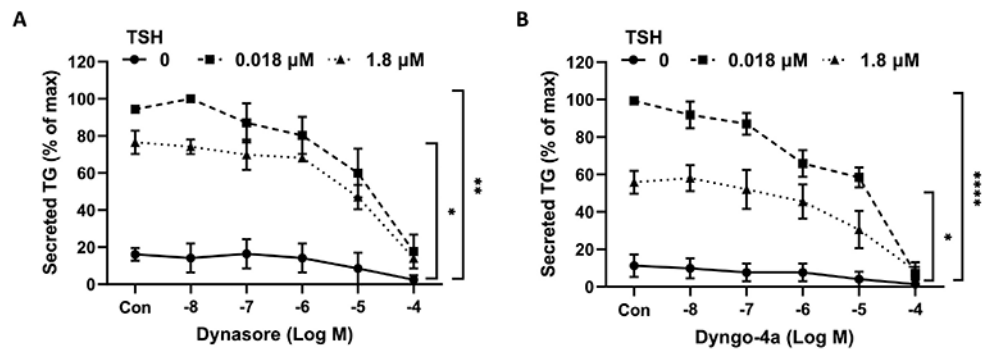 A
TSH
0 0.018 μM 1.8 μM
120
100
80
60
40
20
0
Secreted TG (% of max)
Con -8 -7 -6 -5 -4
Dynasore (Log M)
*
**
B
TSH
0 0.018 μM 1.8 μM
120
100
80
60
40
20
0
Secreted TG (% of max)
Con -8 -7 -6 -5 -4
Dyngo-4a (Log M)
*
****